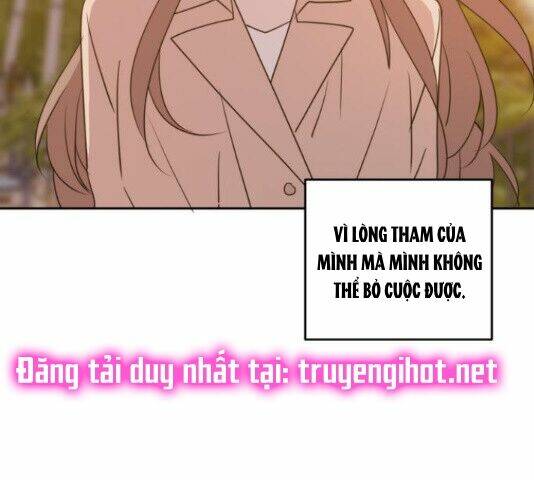 VÌ LÒNG THAM CỦA
MÌNH MÀ MÌNH KHÔNG
THỂ BỎ CUỘC ĐƯỢC.
Đăng tải duy nhất tại: truyengihot.net